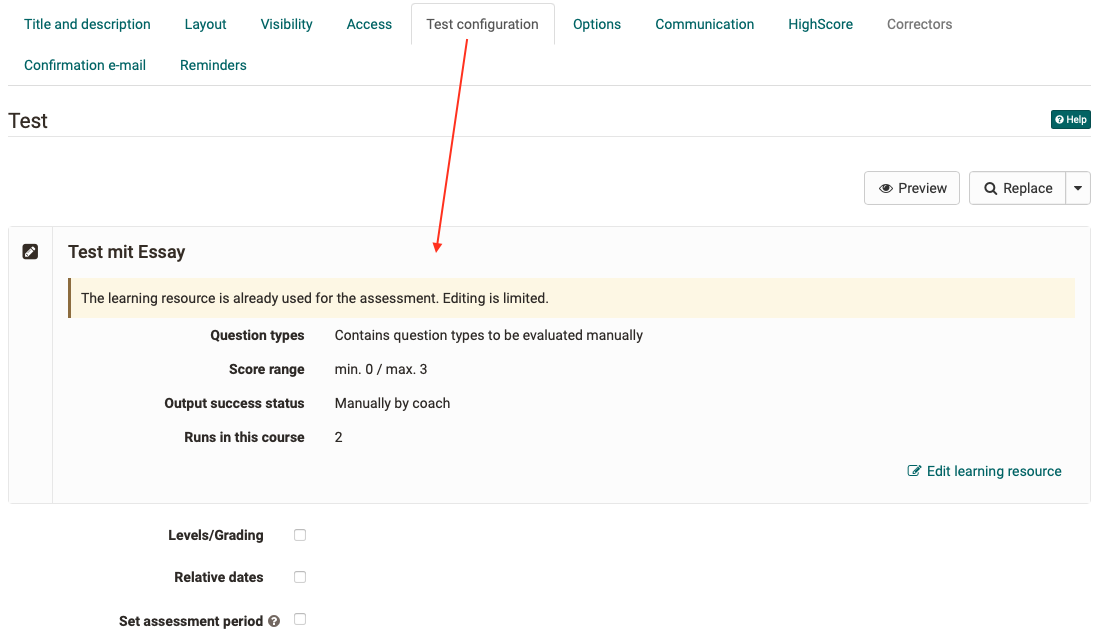 Title and description Layout Visibility Access Test configuration Options Communication HighScore Correctors
Confirmation e-mail Reminders
Test
Help
Preview Replace
Test mit Essay
The learning resource is already used for the assessment. Editing is limited.
Question types Contains question types to be evaluated manually
Score range min. 0 / max. 3
Output success status Manually by coach
Runs in this course 2
Edit learning resource
Levels/Grading
Relative dates
Set assessment period